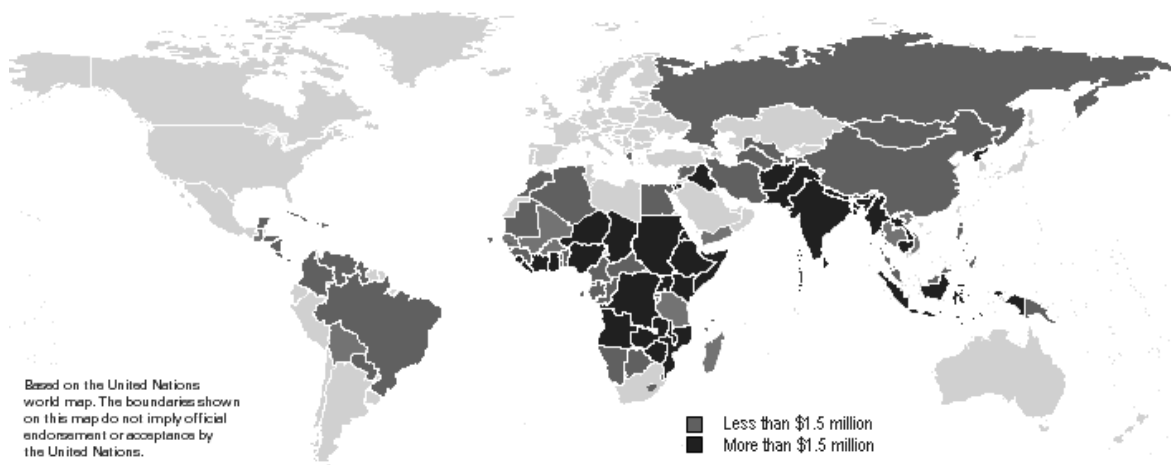 Based on the United Nations
world map. The boundaries shown
on this map do not imply official
endorsement or acceptance by
the United Nations.
Less than $1.5 million
More than $1.5 million